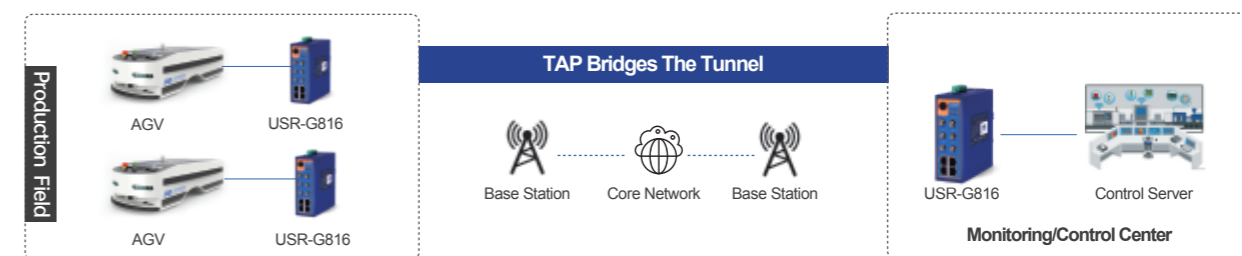 Production Field
AGV
USR-G816
AGV
USR-G816
TAP Bridges The Tunnel
Base Station
Core Network
Base Station
USR-G816
Control Server
Monitoring/Control Center